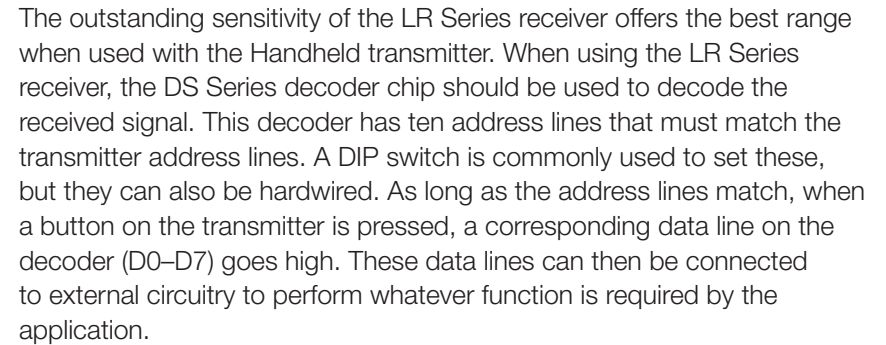 The outstanding sensitivity of the LR Series receiver offers the best range
when used with the Handheld transmitter. When using the LR Series
receiver, the DS Series decoder chip should be used to decode the
received signal. This decoder has ten address lines that must match the
transmitter address lines. A DIP switch is commonly used to set these,
but they can also be hardwired. As long as the address lines match, when
a button on the transmitter is pressed, a corresponding data line on the
decoder (D0–D7) goes high. These data lines can then be connected
to external circuitry to perform whatever function is required by the
application.